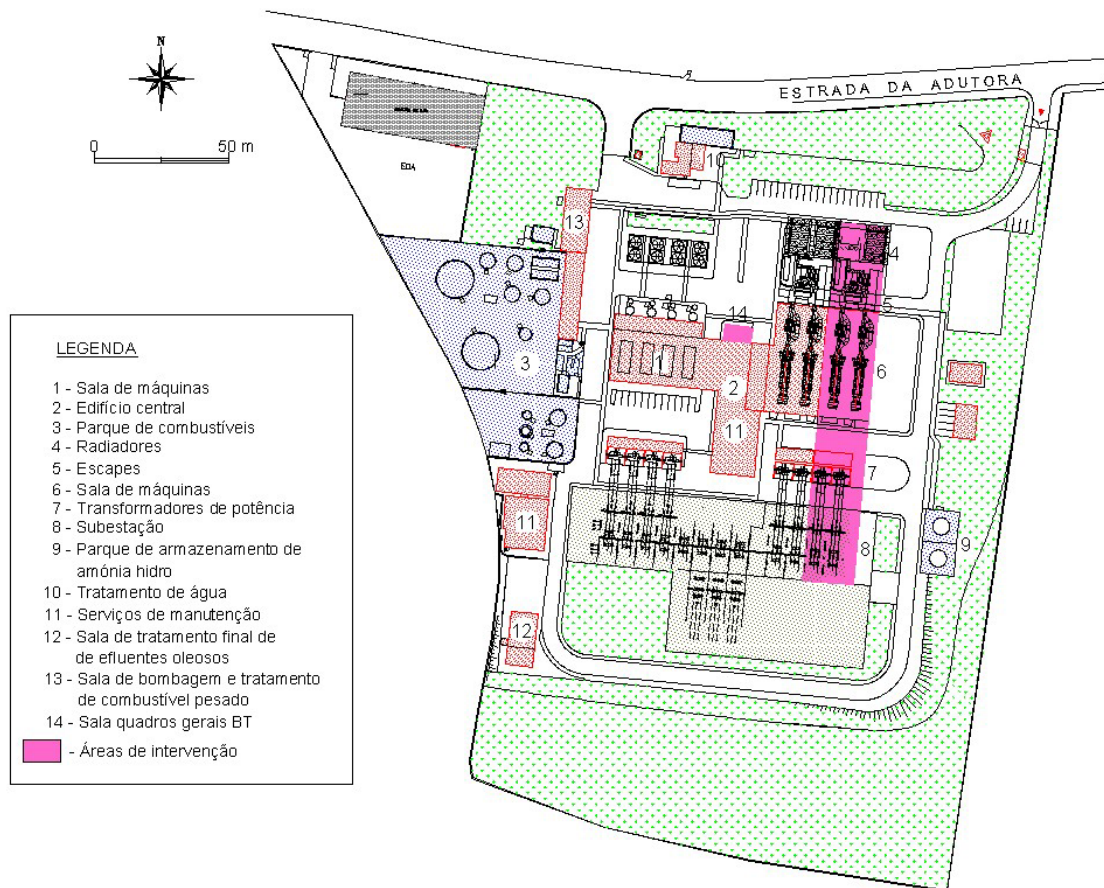 N
ESTRADA DA ADUTORA
0 50 m
EDA
10
13
4
5
14
1
3
2
6
11
7
11
8
9
12
LEGENDA
1 - Sala de máquinas
2 - Edifício central
3 - Parque de combustíveis
4 - Radiadores
5 - Escapes
6 - Sala de máquinas
7 - Transformadores de potência
8 - Subestação
9 - Parque de armazenamento de
amónia hidro
10 - Tratamento de água
11 - Serviços de manutenção
12 - Sala de tratamento final de
de efluentes oleosos
13 - Sala de bombagem e tratamento
de combustível pesado
14 - Sala quadros gerais BT
- Áreas de intervenção